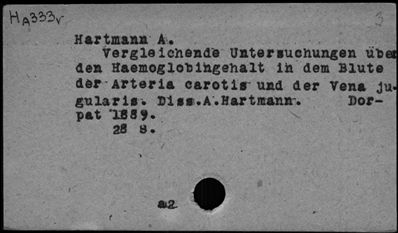 HA333v
3
Hartmann A.
Vergleichende Untersuchungen über
den Haemoglobingehalt in dem Blute
der Arteria carotis und der Vena ju-
gularis. Diss.A.Hartmann. Dor-
pat 1889.
28 S.
a2